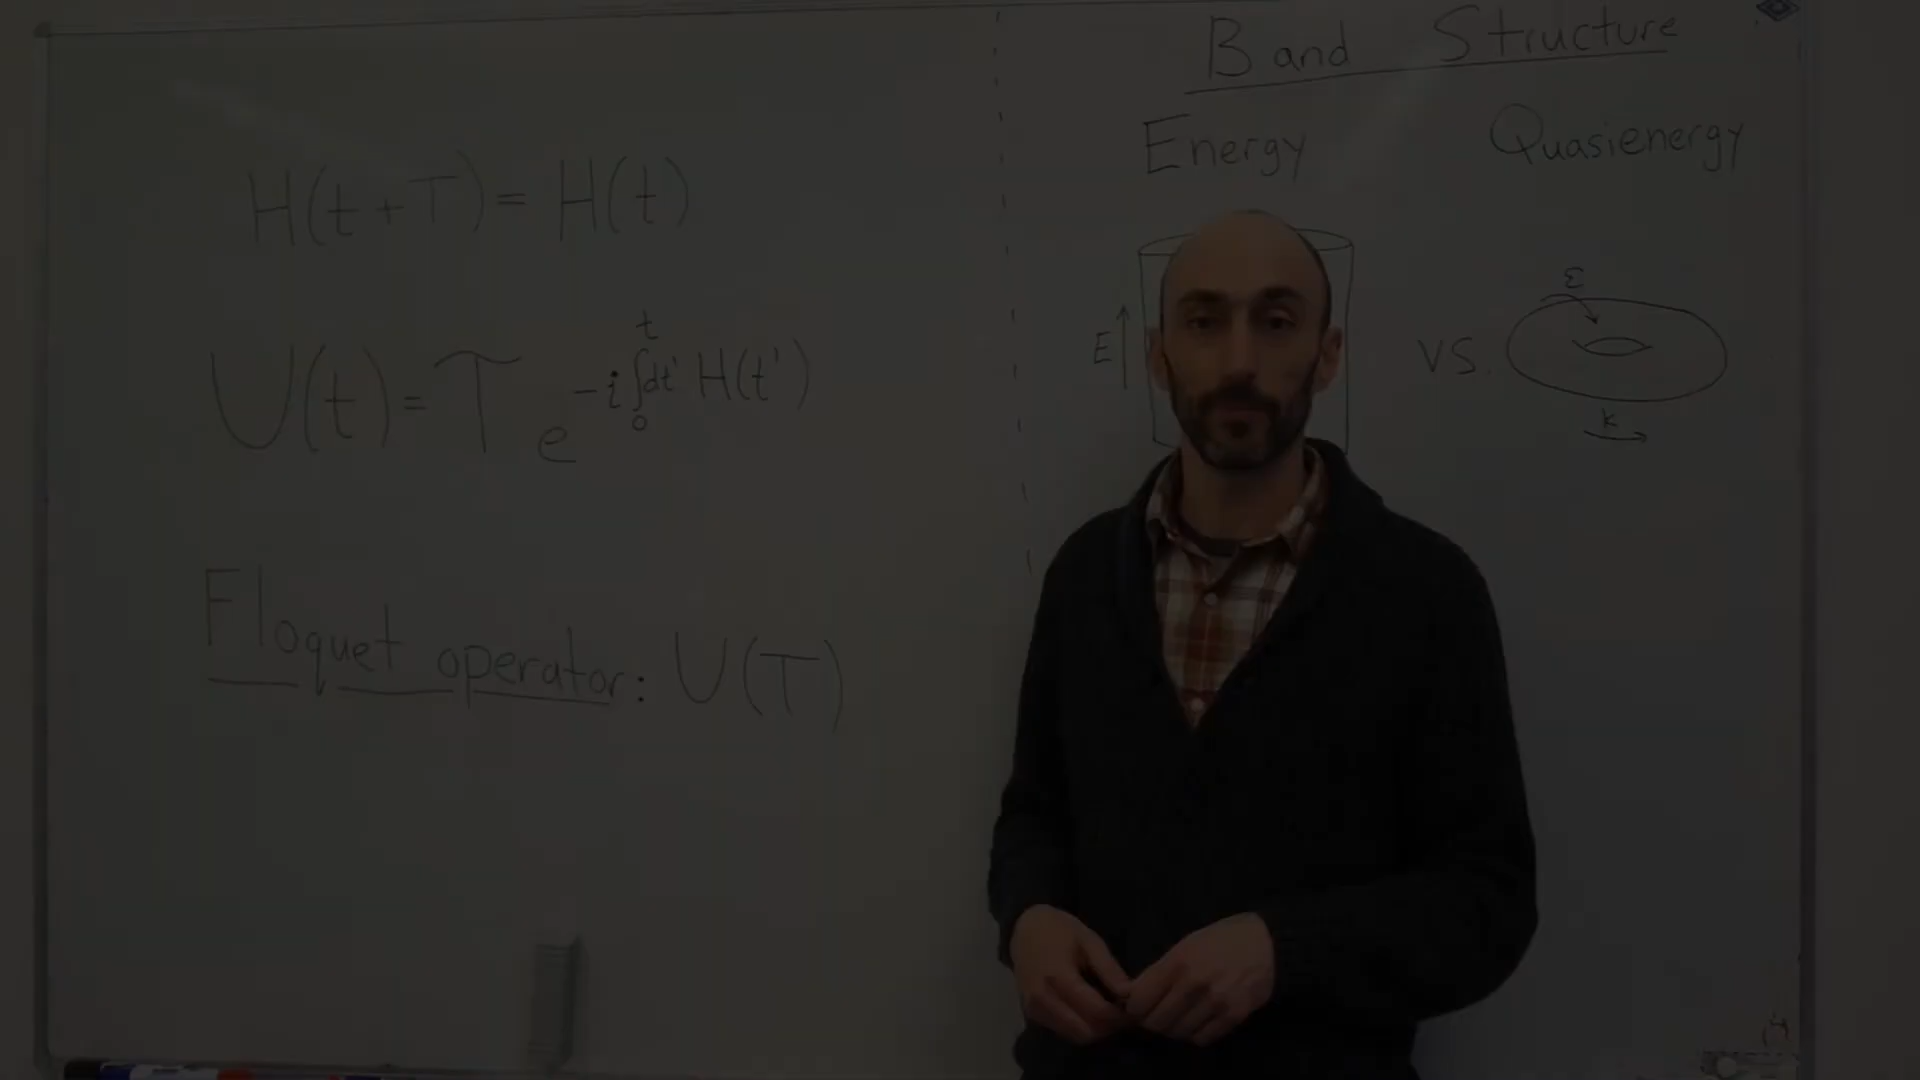 H(t+T) = H(t)
U(t) = T e^{-i ∫_0^t dt' H(t')}
Floquet operator: U(T)
Band Structure
Energy Quasienergy
E
VS.
ε
k